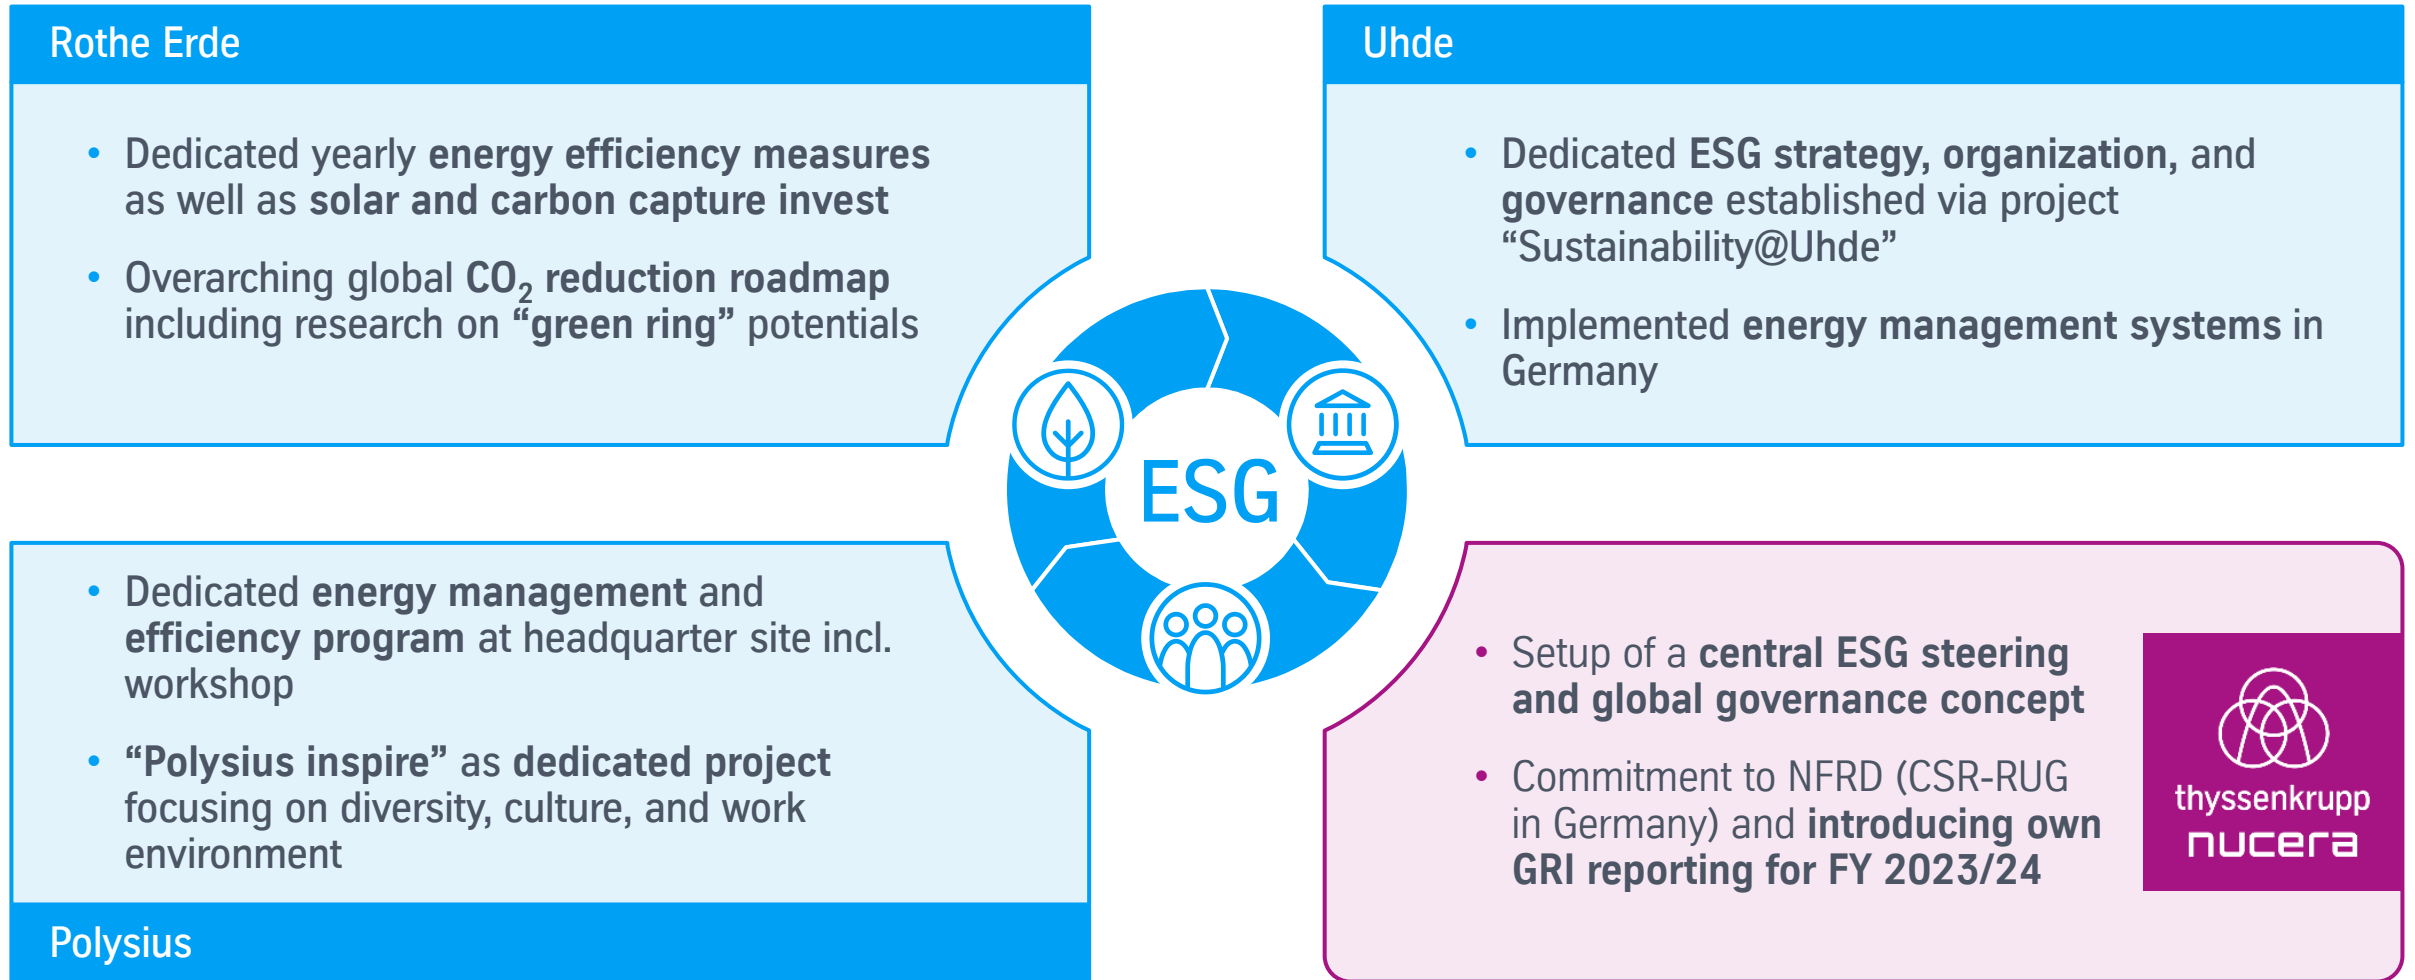 Rothe Erde
• Dedicated yearly energy efficiency measures
as well as solar and carbon capture invest
• Overarching global CO₂ reduction roadmap
including research on “green ring” potentials
Uhde
• Dedicated ESG strategy, organization, and
governance established via project
“Sustainability@Uhde”
• Implemented energy management systems in
Germany
ESG
• Dedicated energy management and
efficiency program at headquarter site incl.
workshop
• “Polysius inspire” as dedicated project
focusing on diversity, culture, and work
environment
Polysius
• Setup of a central ESG steering
and global governance concept
• Commitment to NFRD (CSR-RUG
in Germany) and introducing own
GRI reporting for FY 2023/24
thyssenkrupp
nucera